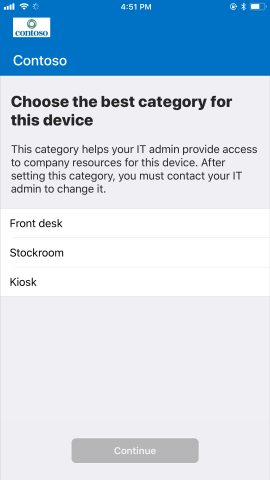 4:51 PM
contoso
Contoso
Choose the best category for
this device
This category helps your IT admin provide access
to company resources for this device. After
setting this category, you must contact your IT
admin to change it.
Front desk
Stockroom
Kiosk
Continue